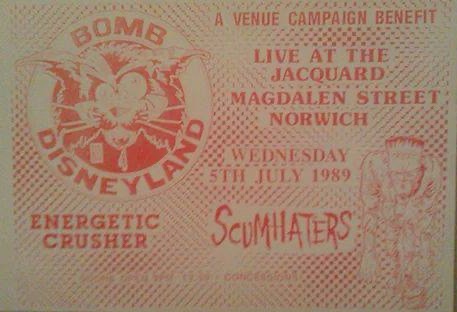 BOMB
DISNEYLAND
A VENUE CAMPAIGN BENEFIT
LIVE AT THE
JACQUARD
MAGDALEN STREET
NORWICH
WEDNESDAY
5TH JULY 1989
ENERGETIC
CRUSHER
SCUMHATERS